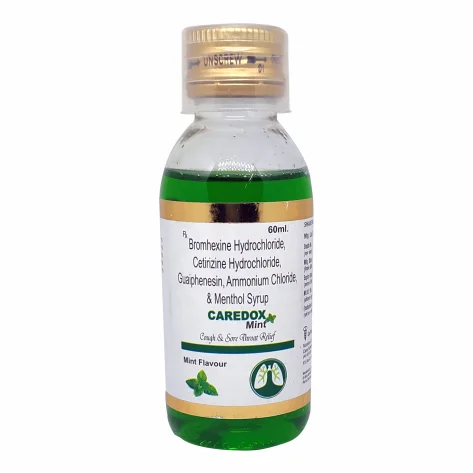 UNSCREW
60ml.
Rx
Bromhexine Hydrochloride,
Cetirizine Hydrochloride,
Guaiphenesin, Ammonium Chloride,
& Menthol Syrup
CAREDOX
Mint
Cough & Sore Throat Relief
Mint Flavour